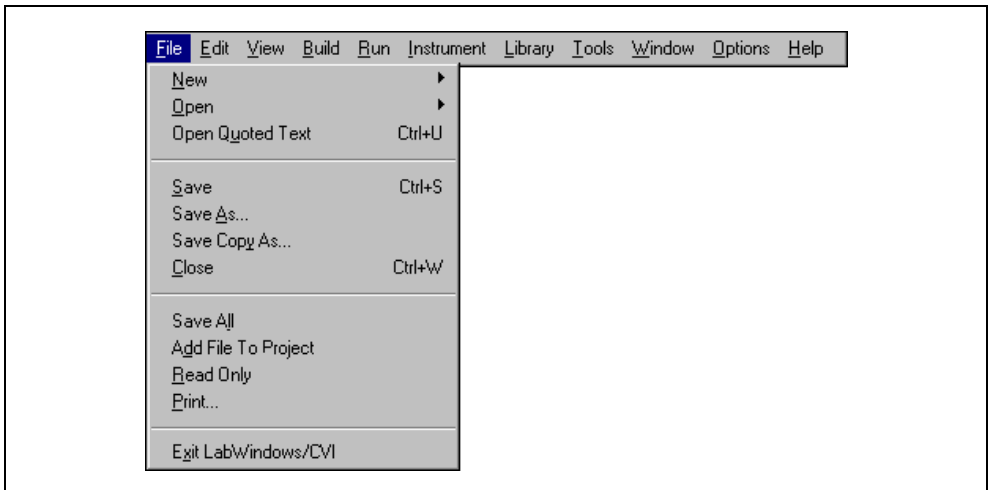 File Edit View Build Run Instrument Library Tools Window Options Help
New
Open
Open Quoted Text Ctrl+U
Save Ctrl+S
Save As...
Save Copy As...
Close Ctrl+W
Save All
Add File To Project
Read Only
Print...
Exit LabWindows/CVI